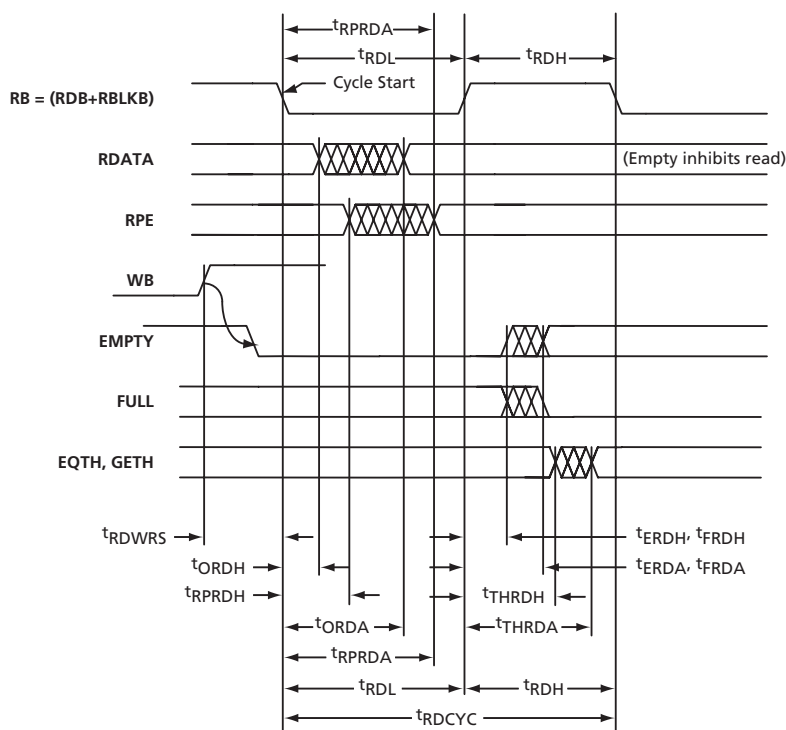 tRPRDA
tRDL tRDH
Cycle Start
RB = (RDB+RBLKB)
RDATA (Empty inhibits read)
RPE
WB
EMPTY
FULL
EQTH, GETH
tRDWRS tERDH, tFRDH
tORDH tERDA, tFRDA
tRPRDH tTHRDH
tORDA tTHRDA
tRPRDA
tRDL tRDH
tRDCYC